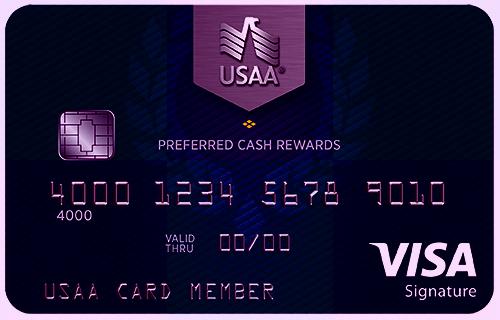 USAA®
PREFERRED CASH REWARDS
4000 1234 5678 9010
4000
VALID THRU 00/00
VISA
Signature
USAA CARD MEMBER